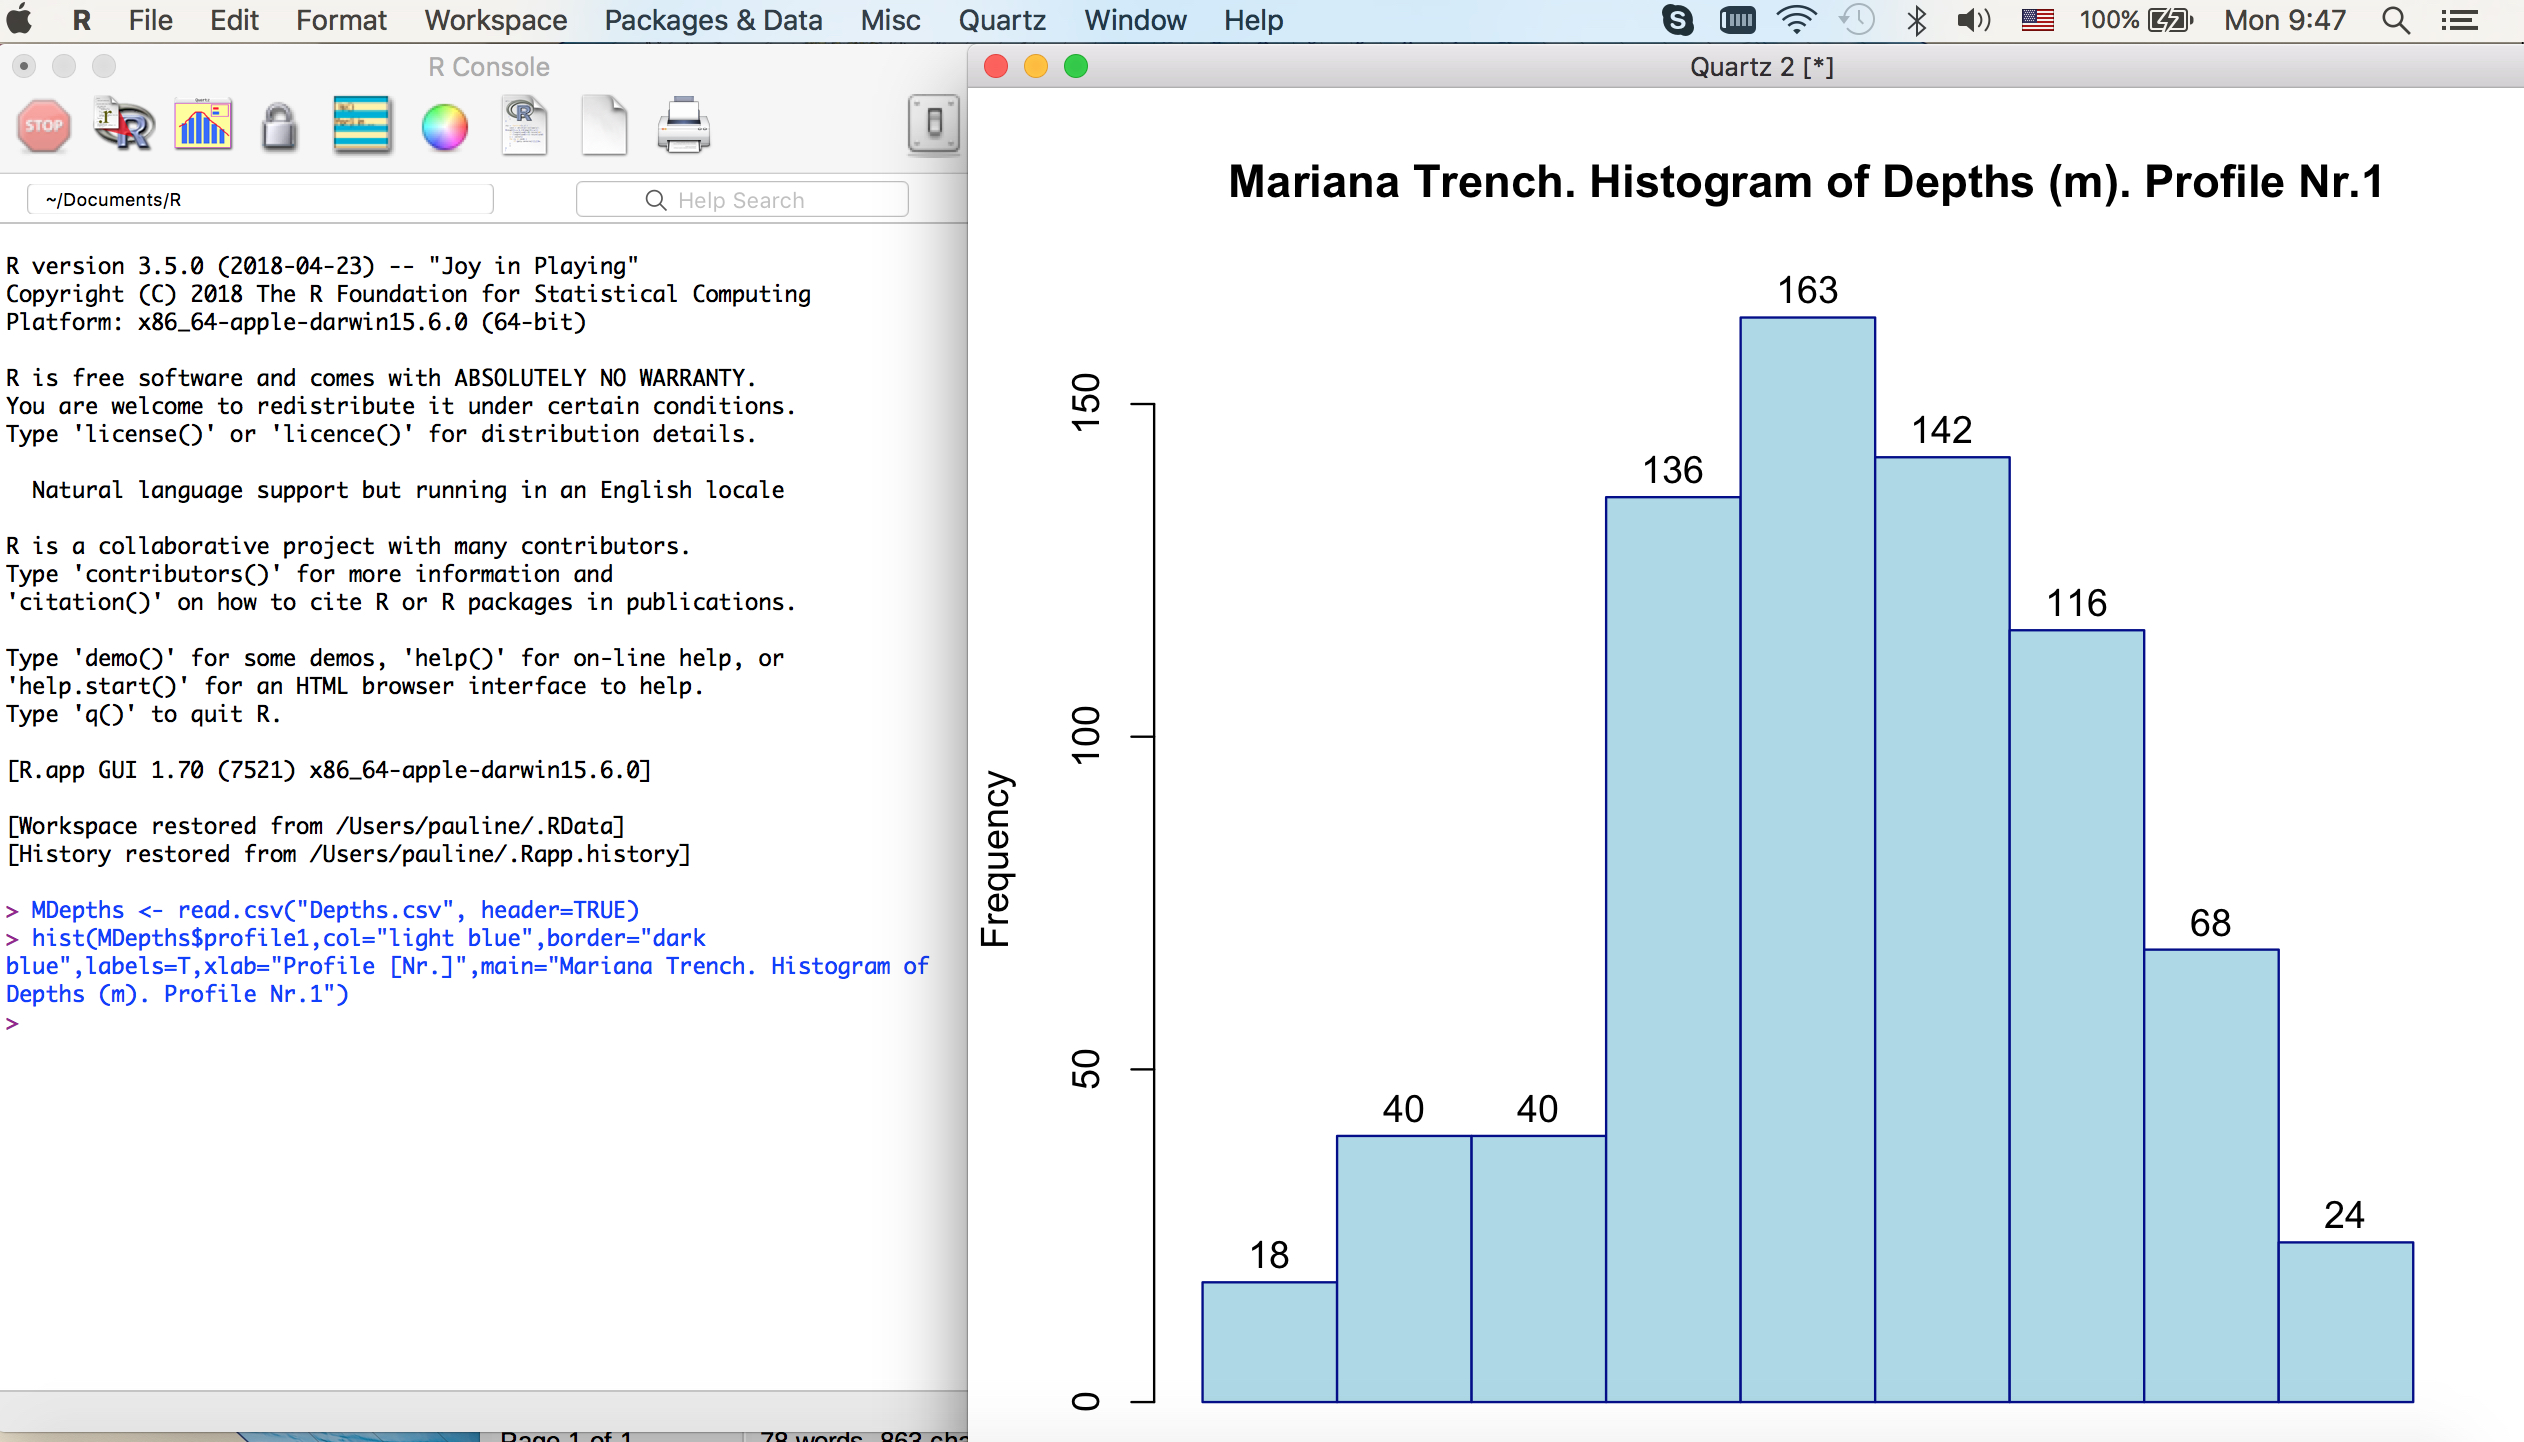 R File Edit Format Workspace Packages & Data Misc Quartz Window Help 100% Mon 9:47
R Console
STOP
~/Documents/R
Help Search
R version 3.5.0 (2018-04-23) -- "Joy in Playing"
Copyright (C) 2018 The R Foundation for Statistical Computing
Platform: x86_64-apple-darwin15.6.0 (64-bit)
R is free software and comes with ABSOLUTELY NO WARRANTY.
You are welcome to redistribute it under certain conditions.
Type 'license()' or 'licence()' for distribution details.
Natural language support but running in an English locale
R is a collaborative project with many contributors.
Type 'contributors()' for more information and
'citation()' on how to cite R or R packages in publications.
Type 'demo()' for some demos, 'help()' for on-line help, or
'help.start()' for an HTML browser interface to help.
Type 'q()' to quit R.
[R.app GUI 1.70 (7521) x86_64-apple-darwin15.6.0]
[Workspace restored from /Users/pauline/.RData]
[History restored from /Users/pauline/.Rapp.history]
> MDepths <- read.csv("Depths.csv", header=TRUE)
> hist(MDepths$profile1,col="light blue",border="dark
blue",labels=T,xlab="Profile [Nr.]",main="Mariana Trench. Histogram of
Depths (m). Profile Nr.1")
>
Page 1 of 1
78 words, 863 cha
Quartz 2 [*]
Mariana Trench. Histogram of Depths (m). Profile Nr.1
Frequency
150
100
50
0
18
40
40
136
163
142
116
68
24